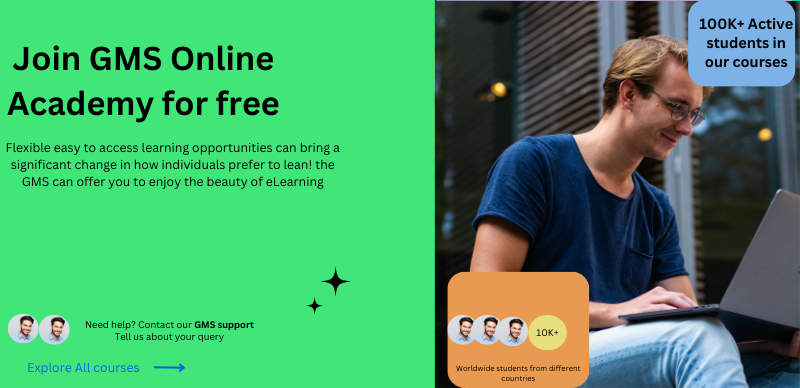 Join GMS Online
Academy for free
Flexible easy to access learning opportunities can bring a
significant change in how individuals prefer to lean! the
GMS can offer you to enjoy the beauty of eLearning
Need help? Contact our GMS support
Tell us about your query
Explore All courses
100K+ Active
students in
our courses
10K+
Worldwide students from different
countries